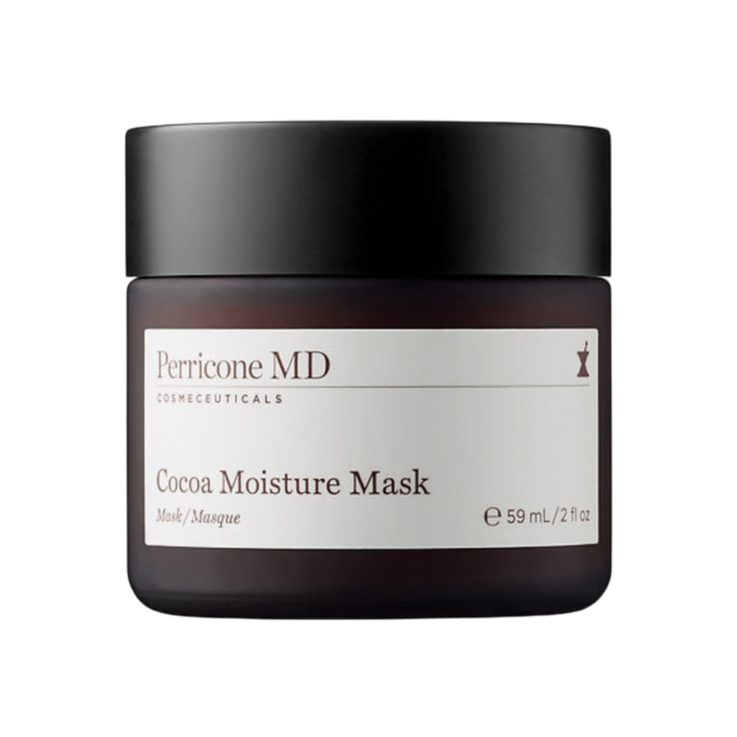 Perricone MD
COSMECEUTICALS
Cocoa Moisture Mask
Mask/Masque
℮ 59 mL/2 fl oz